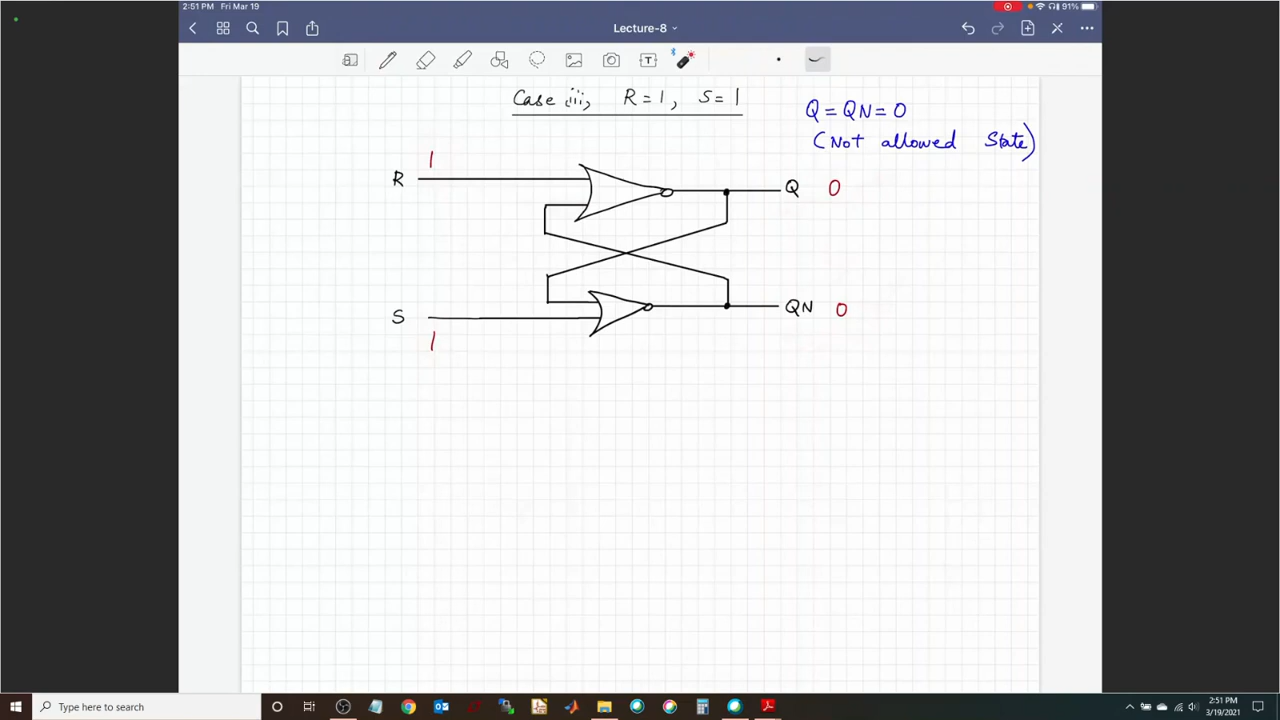 2:51 PM Fri Mar 19
91%
Lecture-8
T
Case iii, R = 1, S = 1
Q = QN = 0
(Not allowed State)
1
R
Q 0
QN 0
S
1
Type here to search
2:51 PM
3/19/2021